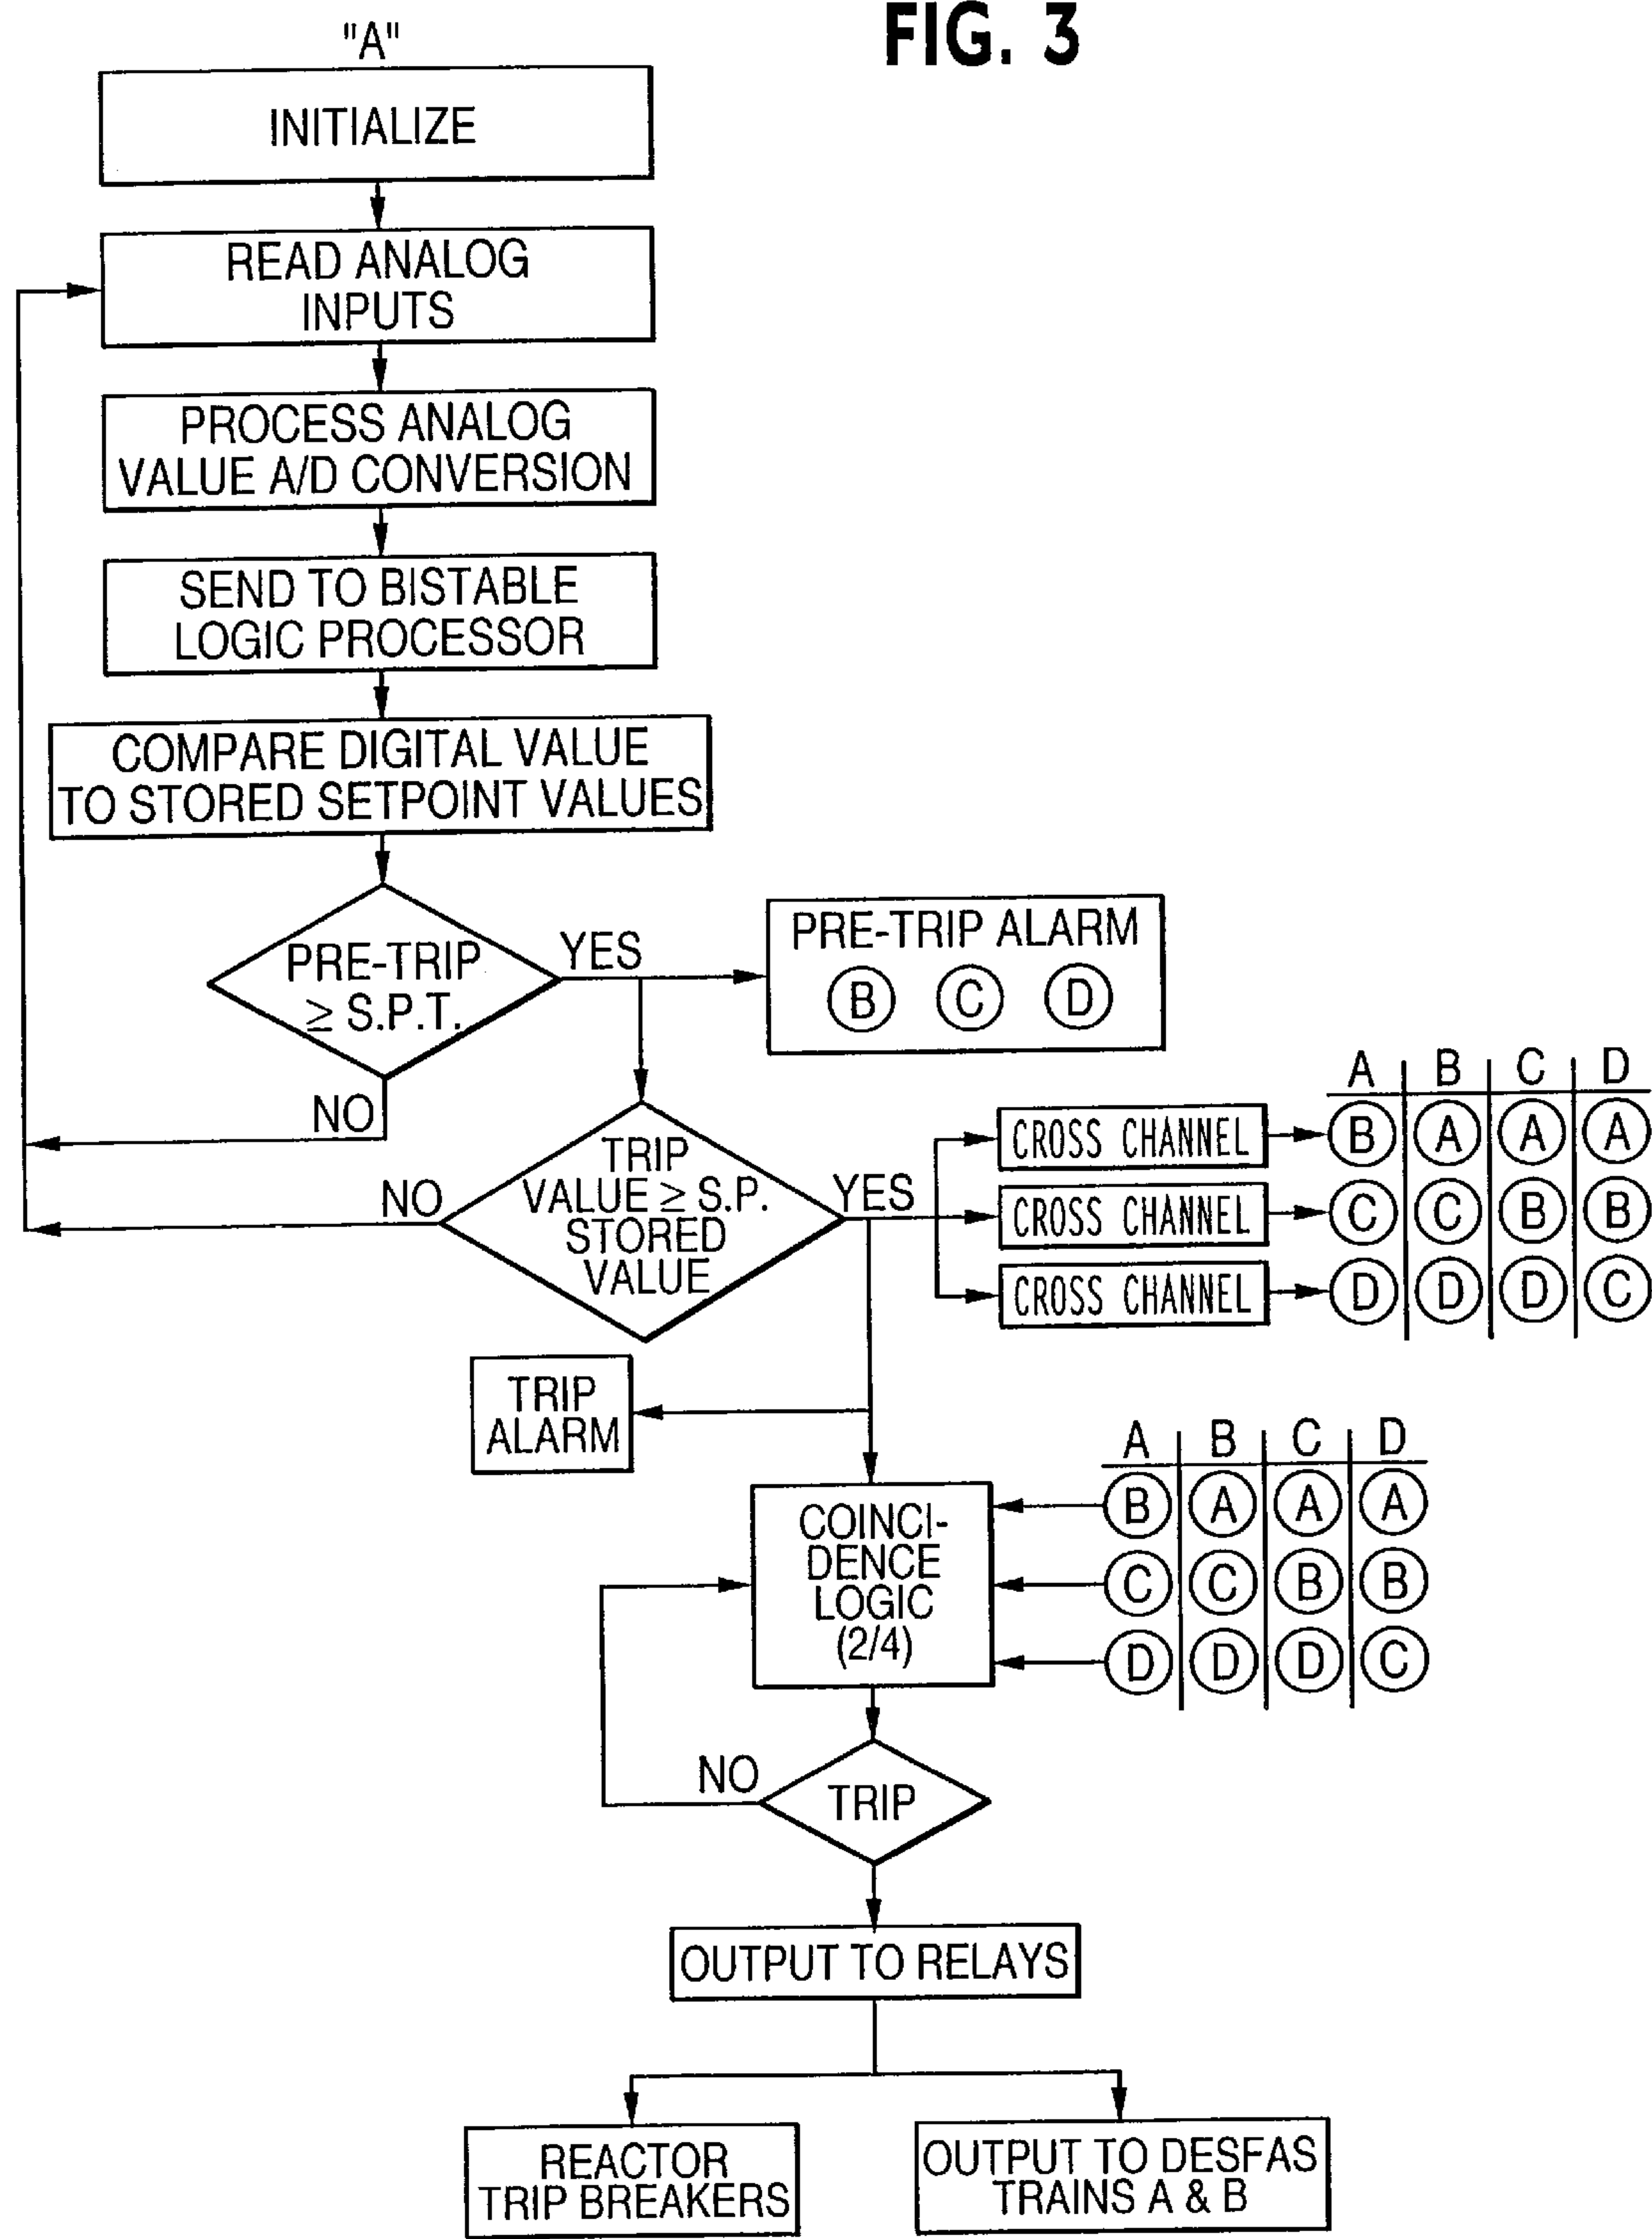 FIG. 3
"A"
INITIALIZE
READ ANALOG
INPUTS
PROCESS ANALOG
VALUE A/D CONVERSION
SEND TO BISTABLE
LOGIC PROCESSOR
COMPARE DIGITAL VALUE
TO STORED SETPOINT VALUES
PRE-TRIP
≥ S.P.T.
YES
NO
PRE-TRIP ALARM
B C D
TRIP
VALUE ≥ S.P.
STORED
VALUE
NO
YES
CROSS CHANNEL
CROSS CHANNEL
CROSS CHANNEL
A B C D
B A A A
C C B B
D D D C
TRIP
ALARM
COINCI-
DENCE
LOGIC
(2/4)
A B C D
B A A A
C C B B
D D D C
NO
TRIP
OUTPUT TO RELAYS
REACTOR
TRIP BREAKERS
OUTPUT TO DESFAS
TRAINS A & B